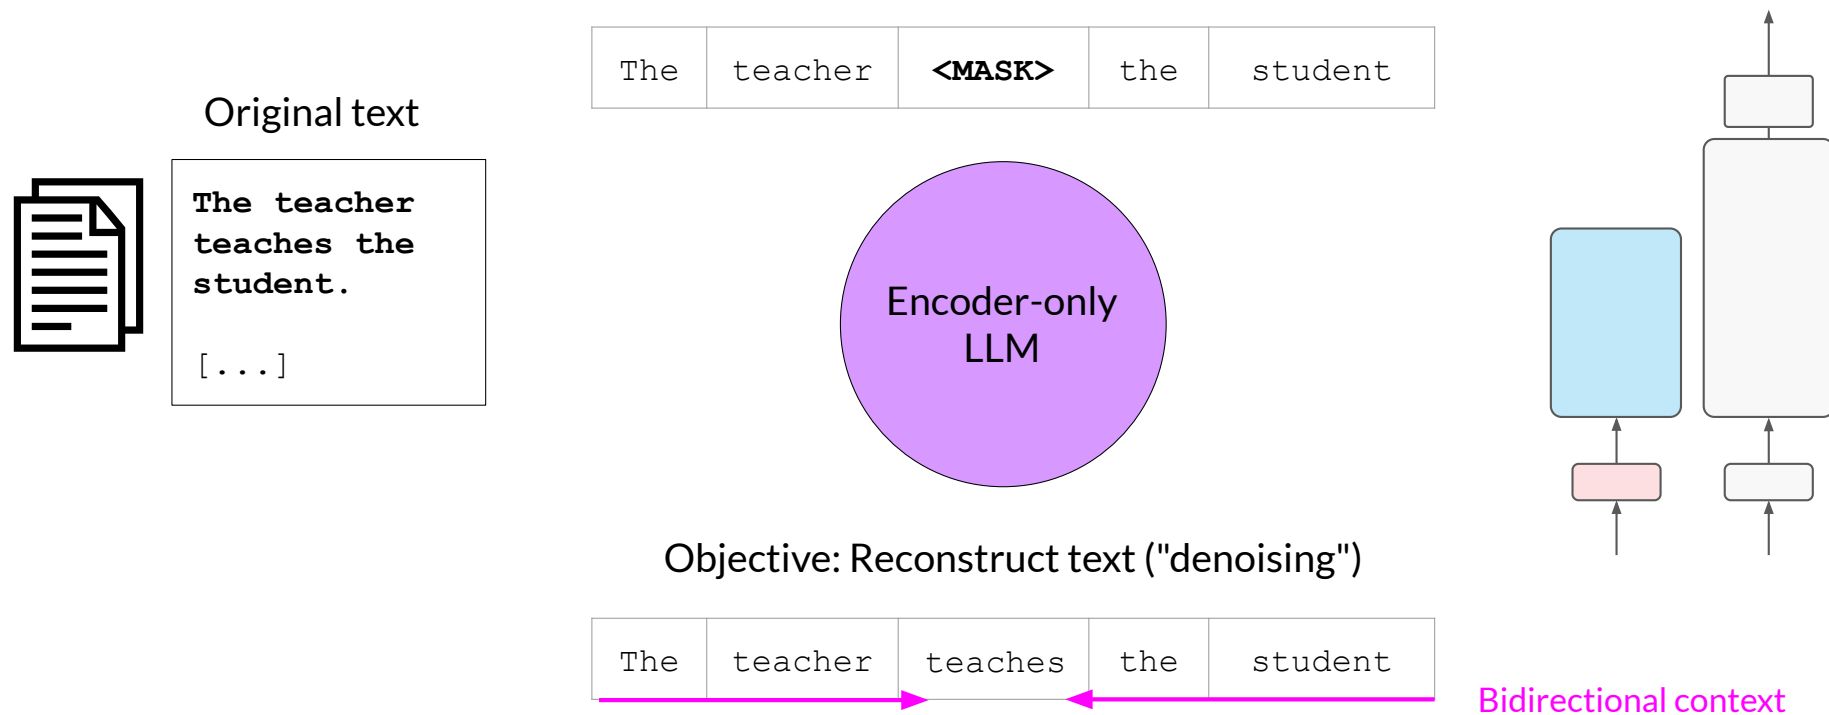 The teacher <MASK> the student
Original text
The teacher
teaches the
student.
[...]
Encoder-only
LLM
Objective: Reconstruct text ("denoising")
The teacher teaches the student
Bidirectional context